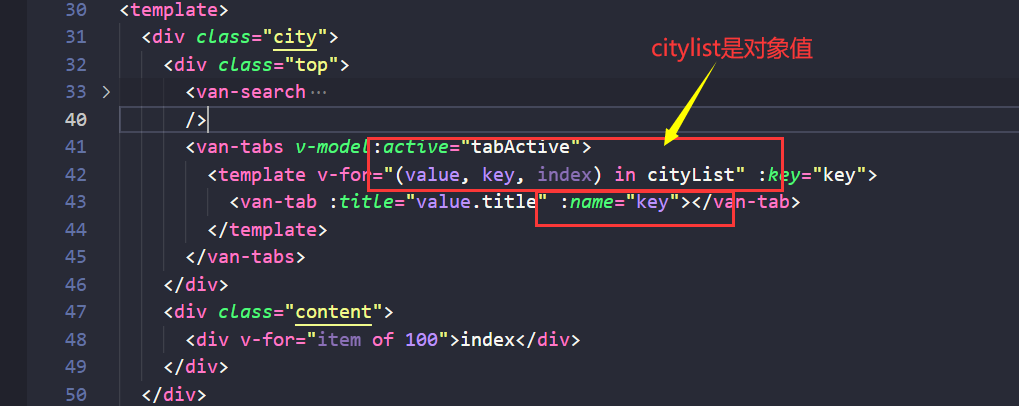 citylist是对象值
30 <template>
31 <div class="city">
32 <div class="top">
33 <van-search…
40 />
41 <van-tabs v-model:active="tabActive">
42 <template v-for="(value, key, index) in cityList" :key="key">
43 <van-tab :title="value.title" :name="key"></van-tab>
44 </template>
45 </van-tabs>
46 </div>
47 <div class="content">
48 <div v-for="item of 100">index</div>
49 </div>
50 </div>